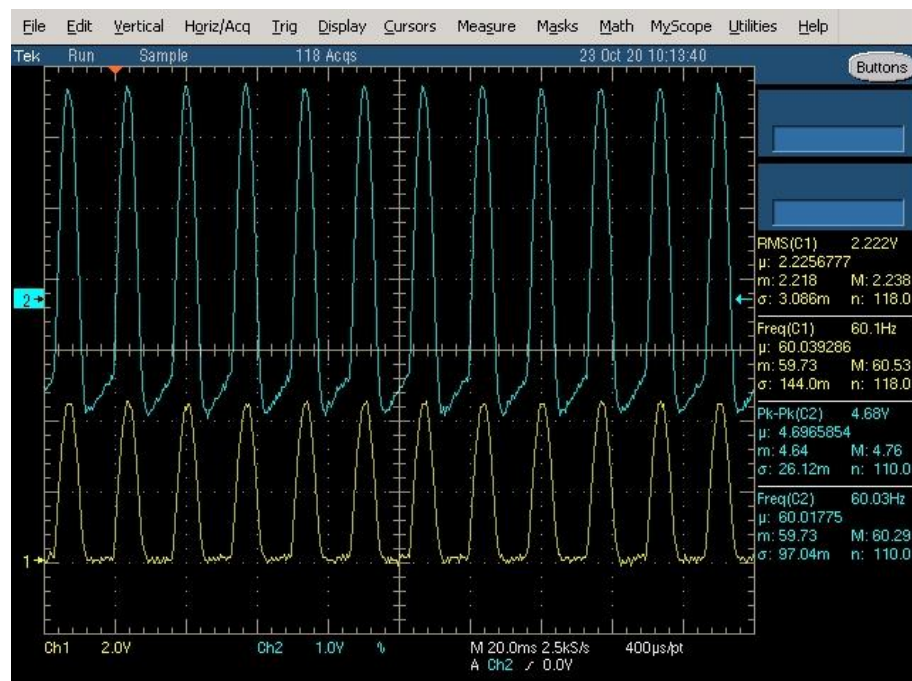 File Edit Vertical Horiz/Acq Trig Display Cursors Measure Masks Math MyScope Utilities Help
Tek Run Sample 118 Acqs 23 Oct 20 10:13:40
Buttons
RMS(C1) 2.222V
µ: 2.2256777
m: 2.218 M: 2.238
σ: 3.086m n: 118.0
2
Freq(C1) 60.1Hz
µ: 60.039286
m: 59.73 M: 60.53
σ: 144.0m n: 118.0
Pk-Pk(C2) 4.68V
µ: 4.6965854
m: 4.64 M: 4.76
σ: 26.12m n: 110.0
Freq(C2) 60.03Hz
µ: 60.01775
m: 59.73 M: 60.29
σ: 97.04m n: 110.0
1
Ch1 2.0V Ch2 1.0V M 20.0ms 2.5kS/s 400µs/pt
A Ch2 0.0V